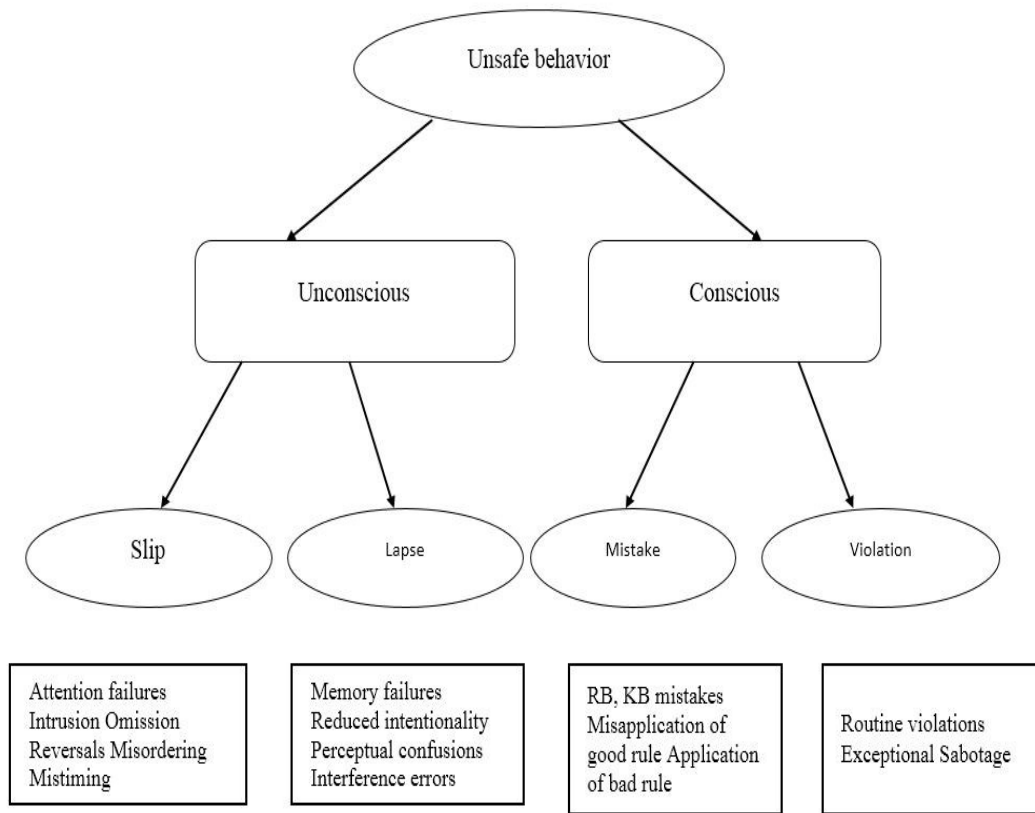 Unsafe behavior
Unconscious
Conscious
Slip
Lapse
Mistake
Violation
Attention failures
Intrusion Omission
Reversals Misordering
Mistiming
Memory failures
Reduced intentionality
Perceptual confusions
Interference errors
RB, KB mistakes
Misapplication of
good rule Application
of bad rule
Routine violations
Exceptional Sabotage